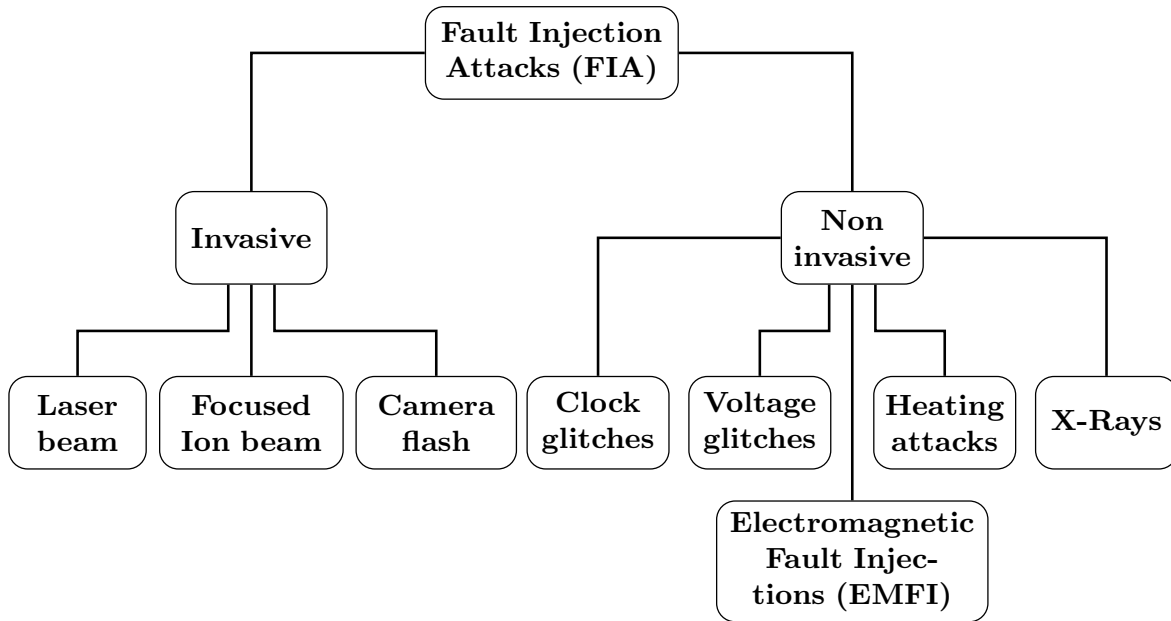 Fault Injection
Attacks (FIA)
Invasive
Non
invasive
Laser
beam
Focused
Ion beam
Camera
flash
Clock
glitches
Voltage
glitches
Heating
attacks
X-Rays
Electromagnetic
Fault Injec-
tions (EMFI)